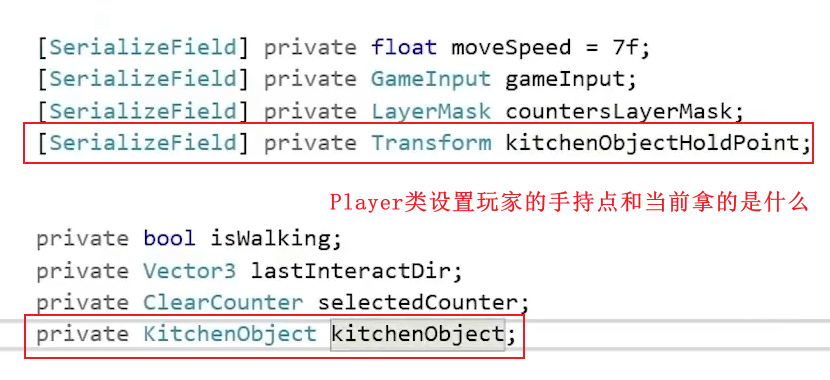 [SerializeField] private float moveSpeed = 7f;
[SerializeField] private GameInput gameInput;
[SerializeField] private LayerMask countersLayerMask;
[SerializeField] private Transform kitchenObjectHoldPoint;
Player类设置玩家的手持点和当前拿的是什么
private bool isWalking;
private Vector3 lastInteractDir;
private ClearCounter selectedCounter;
private KitchenObject kitchenObject;